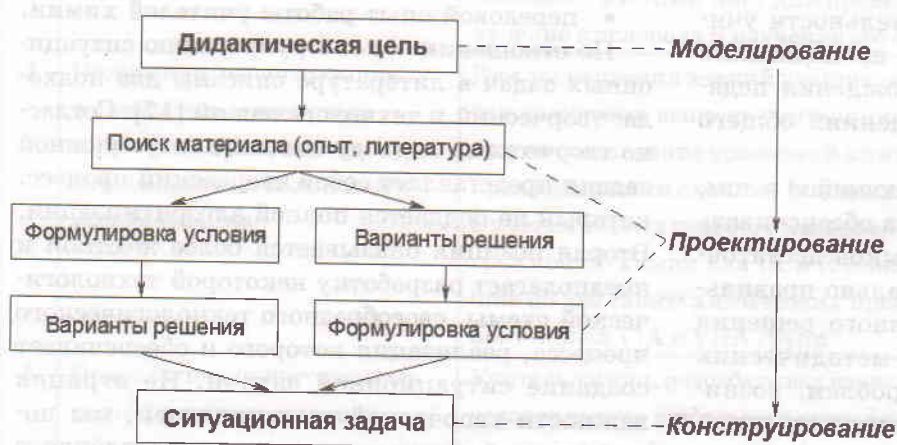 Дидактическая цель
Моделирование
Поиск материала (опыт, литература)
Формулировка условия
Варианты решения
Проектирование
Варианты решения
Формулировка условия
Ситуационная задача
Конструирование